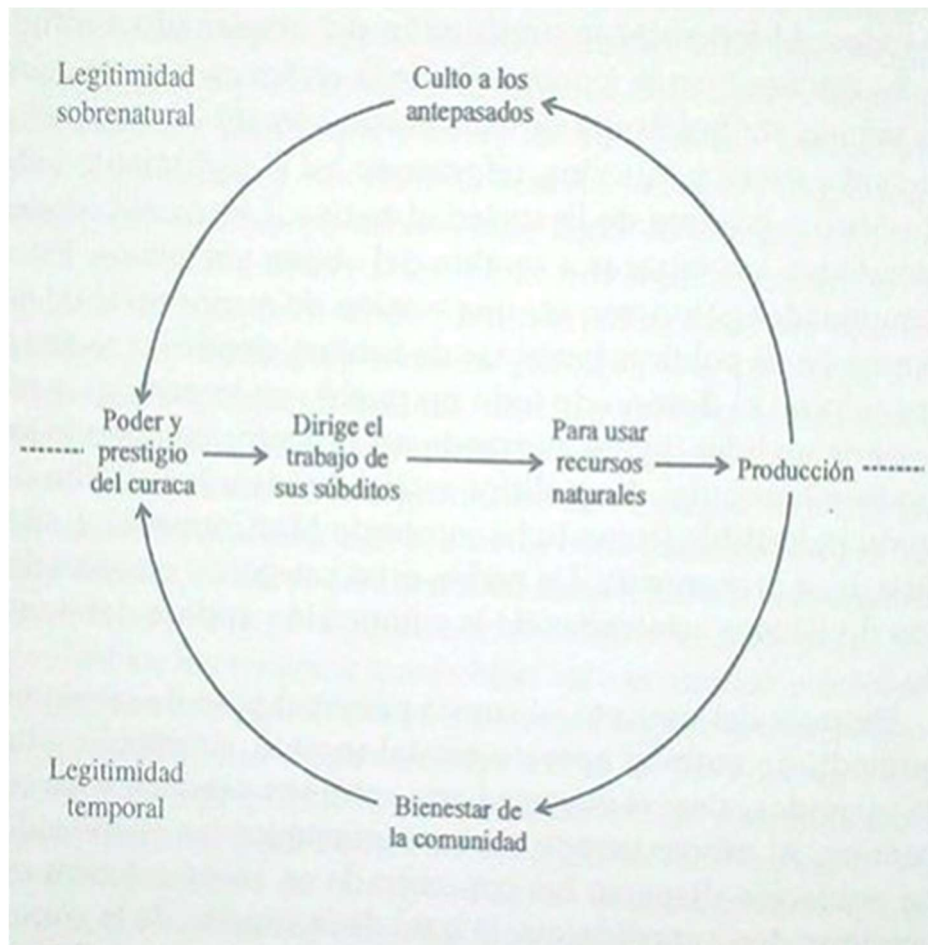 Legitimidad
sobrenatural
Culto a los
antepasados
Poder y
prestigio
del curaca
Dirige el
trabajo de
sus súbditos
Para usar
recursos
naturales
Producción
Legitimidad
temporal
Bienestar de
la comunidad